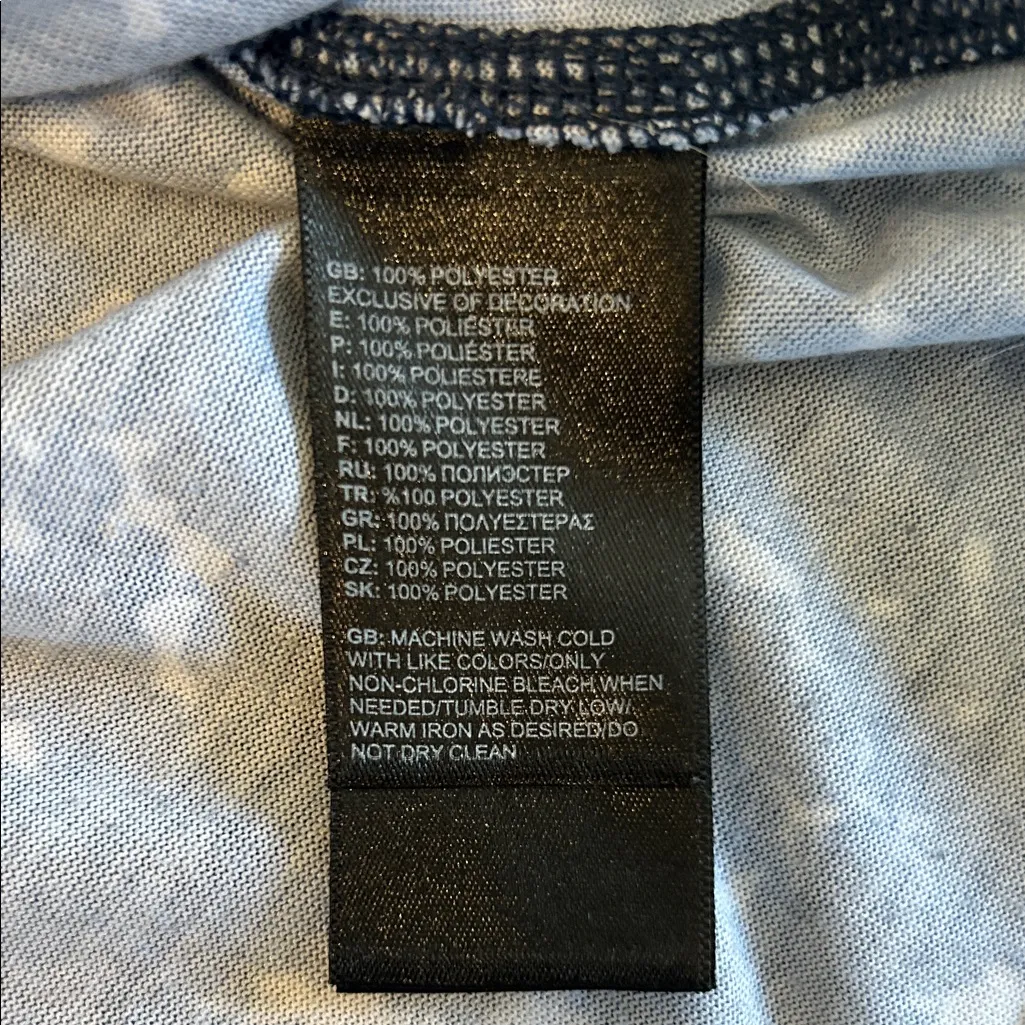 GB: 100% POLYESTER
EXCLUSIVE OF DECORATION
E: 100% POLIÉSTER
P: 100% POLIÉSTER
I: 100% POLIESTERE
D: 100% POLYESTER
NL: 100% POLYESTER
F: 100% POLYESTER
RU: 100% ПОЛИЭСТЕР
TR: %100 POLYESTER
GR: 100% ΠΟΛΥΕΣΤΕΡΑΣ
PL: 100% POLIESTER
CZ: 100% POLYESTER
SK: 100% POLYESTER
GB: MACHINE WASH COLD
WITH LIKE COLORS/ONLY
NON-CHLORINE BLEACH WHEN
NEEDED/TUMBLE DRY LOW/
WARM IRON AS DESIRED/DO
NOT DRY CLEAN